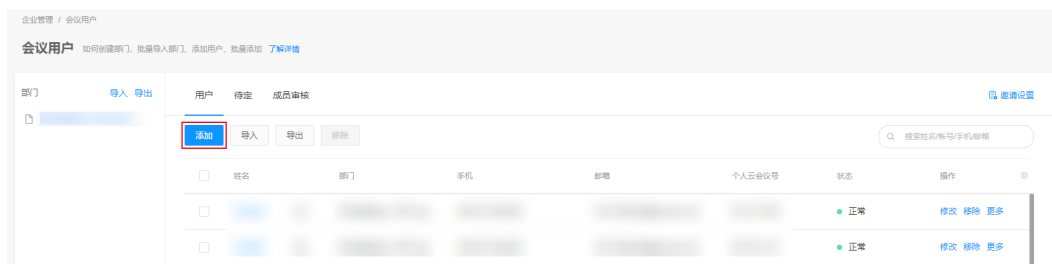 企业管理 / 会议用户
会议用户 如何创建部门、批量导入部门、添加用户、批量添加 了解详情
部门 导入 导出
用户 待定 成员审核 邀请设置
添加 导入 导出 移除 搜索姓名/帐号/手机/邮箱
姓名 部门 手机 邮箱 个人云会议号 状态 操作
正常 修改 移除 更多
正常 修改 移除 更多